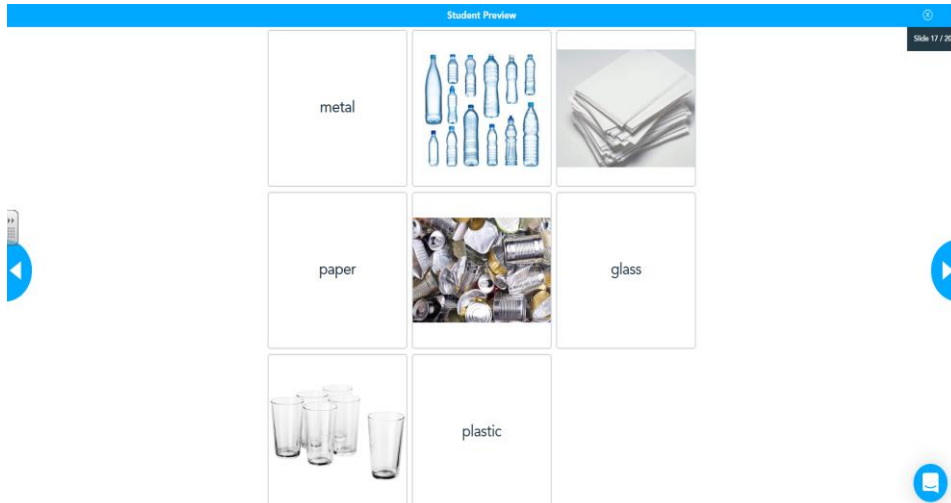 Student Preview
Slide 17 / 20
metal
paper
glass
plastic